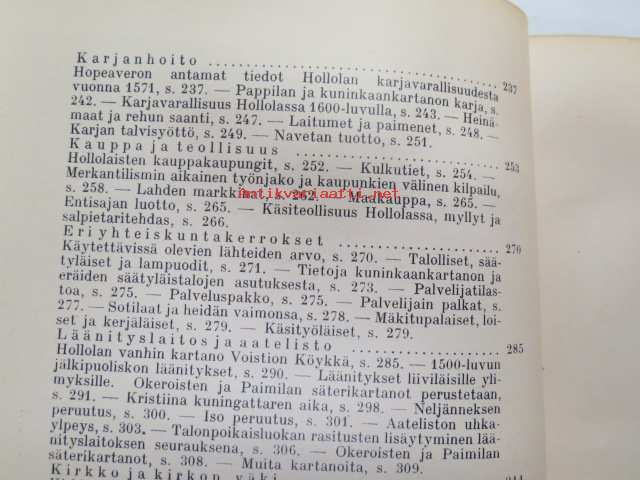 Karjanhoito ........ 237
Hopeaveron antamat tiedot Hollolan karjavarallisuudesta
vuonna 1571, s. 237. — Pappilan ja kuninkaankartanon karja, s.
242. — Karjavarallisuus Hollolassa 1600-luvulla, s. 243. — Heinä-
maat ja rehun saanti, s. 247. — Laitumet ja paimenet, s. 248. —
Karjan talvisyöttö, s. 249. — Navetan tuotto, s. 251.
Kauppa ja teollisuus ........ 253
Hollolaisten kauppakaupungit, s. 252. — Kulkutiet, s. 254. —
Merkantilismin aikainen työnjako ja kaupunkien välinen kilpailu,
s. 258. — Lahden markkinat, s. 262. — Maakauppa, s. 265. —
Entisajan luotto, s. 265. — Käsiteollisuus Hollolassa, myllyt ja
salpietaritehdas, s. 266.
Eri yhteiskuntakerrokset ........ 270
Käytettävissä olevien lähteiden arvo, s. 270. — Talolliset, sää-
tyläiset ja lampuodit, s. 271. — Tietoja kuninkaankartanon ja
eräiden säätyläistalojen asutuksesta, s. 273. — Palvelijatilas-
toa, s. 275. — Palveluspakko, s. 275. — Palvelijain palkat, s.
277. — Sotilaat ja heidän vaimonsa, s. 278. — Mäkitupalaiset, loi-
set ja kerjäläiset, s. 279. — Käsityöläiset, s. 279.
Läänityslaitos ja aatelisto ........ 285
Hollolan vanhin kartano Voistion Köykkä, s. 285. — 1500-luvun
jälkipuoliskon läänitykset, s. 290. — Läänitykset liiviläisille yli-
myksille. Okeroisten ja Paimilan säterikartanot perustetaan,
s. 291. — Kristiina kuningattaren aika, s. 298. — Neljänneksen
peruutus, s. 300. — Iso peruutus, s. 301. — Aateliston uhka-
ylpeys, s. 303. — Talonpoikaisluokan rasitusten lisäytyminen lää-
nityslaitoksen seurauksena, s. 306. — Okeroisten ja Paimilan
säterikartanot, s. 308. — Muita kartanoita, s. 309.
Kirkko ja kirkon väki